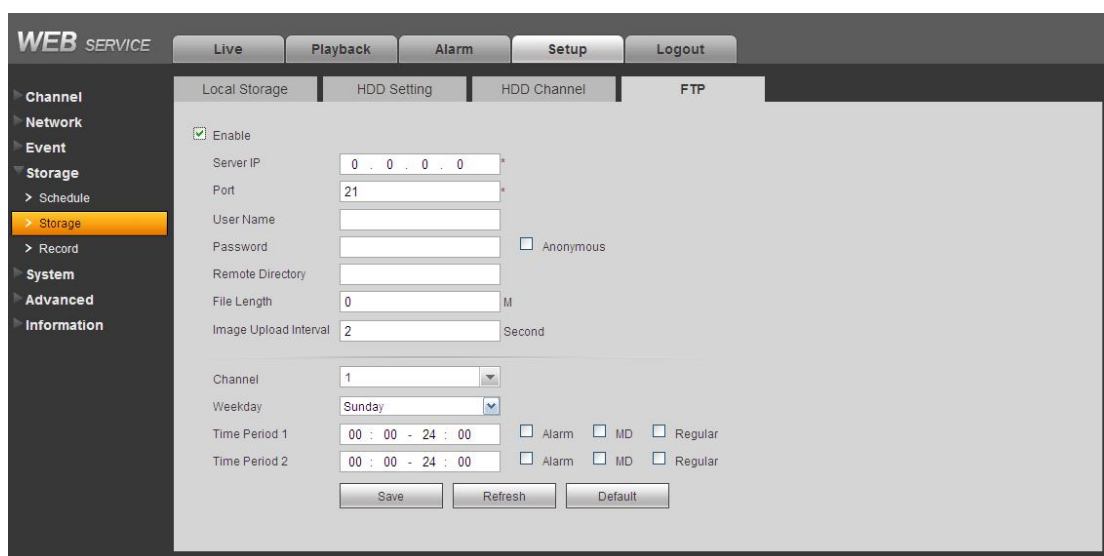 WEB SERVICE
Live Playback Alarm Setup Logout
Local Storage HDD Setting HDD Channel FTP
Channel
Network
Event
Storage
> Schedule
> Storage
> Record
System
Advanced
Information
Enable
Server IP 0 . 0 . 0 . 0 *
Port 21 *
User Name
Password Anonymous
Remote Directory
File Length 0 M
Image Upload Interval 2 Second
Channel 1
Weekday Sunday
Time Period 1 00 : 00 - 24 : 00 Alarm MD Regular
Time Period 2 00 : 00 - 24 : 00 Alarm MD Regular
Save Refresh Default